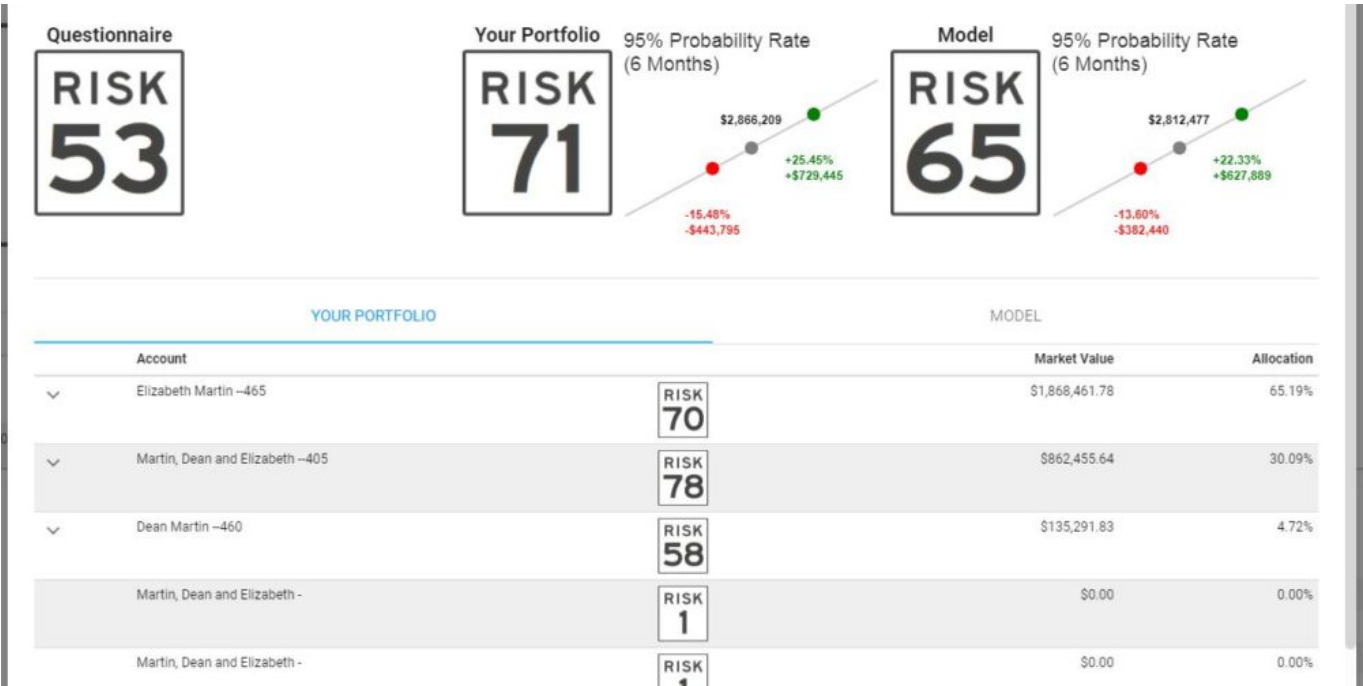 Questionnaire
RISK
53
Your Portfolio
RISK
71
95% Probability Rate
(6 Months)
$2,866,209
+25.45%
+$729,445
-15.48%
-$443,795
Model
RISK
65
95% Probability Rate
(6 Months)
$2,812,477
+22.33%
+$627,889
-13.60%
-$382,440
YOUR PORTFOLIO
MODEL
Account Market Value Allocation
Elizabeth Martin --465 RISK 70 $1,868,461.78 65.19%
Martin, Dean and Elizabeth --405 RISK 78 $862,455.64 30.09%
Dean Martin --460 RISK 58 $135,291.83 4.72%
Martin, Dean and Elizabeth - RISK 1 $0.00 0.00%
Martin, Dean and Elizabeth - RISK $0.00 0.00%